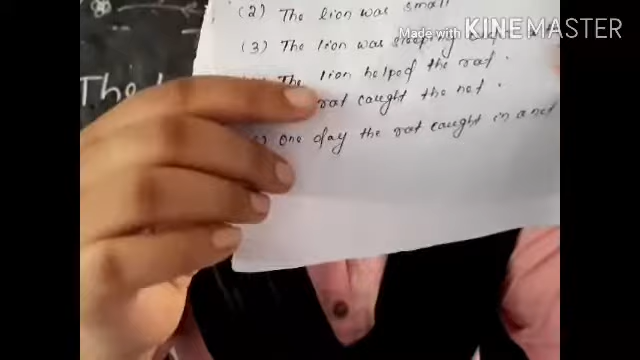 (2) The lion was small
(3) The lion was sleeping
The lion helped the rat.
rat caught the net.
One day the rat caught in a net
The
Made with KINEMASTER